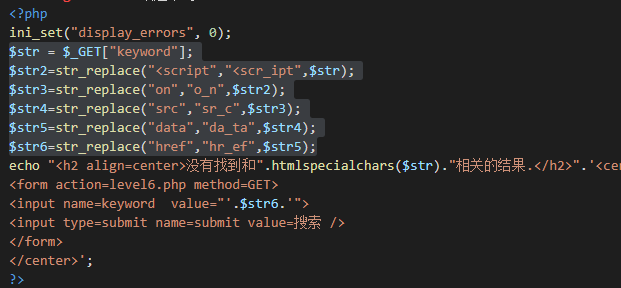 <?php
ini_set("display_errors", 0);
$str = $_GET["keyword"];
$str2=str_replace("<script","<scr_ipt",$str);
$str3=str_replace("on","o_n",$str2);
$str4=str_replace("src","sr_c",$str3);
$str5=str_replace("data","da_ta",$str4);
$str6=str_replace("href","hr_ef",$str5);
echo "<h2 align=center>没有找到和".htmlspecialchars($str)."相关的结果.</h2>".'<ce
<form action=level6.php method=GET>
<input name=keyword  value="'.$str6.'">
<input type=submit name=submit value=搜索 />
</form>
</center>';
?>